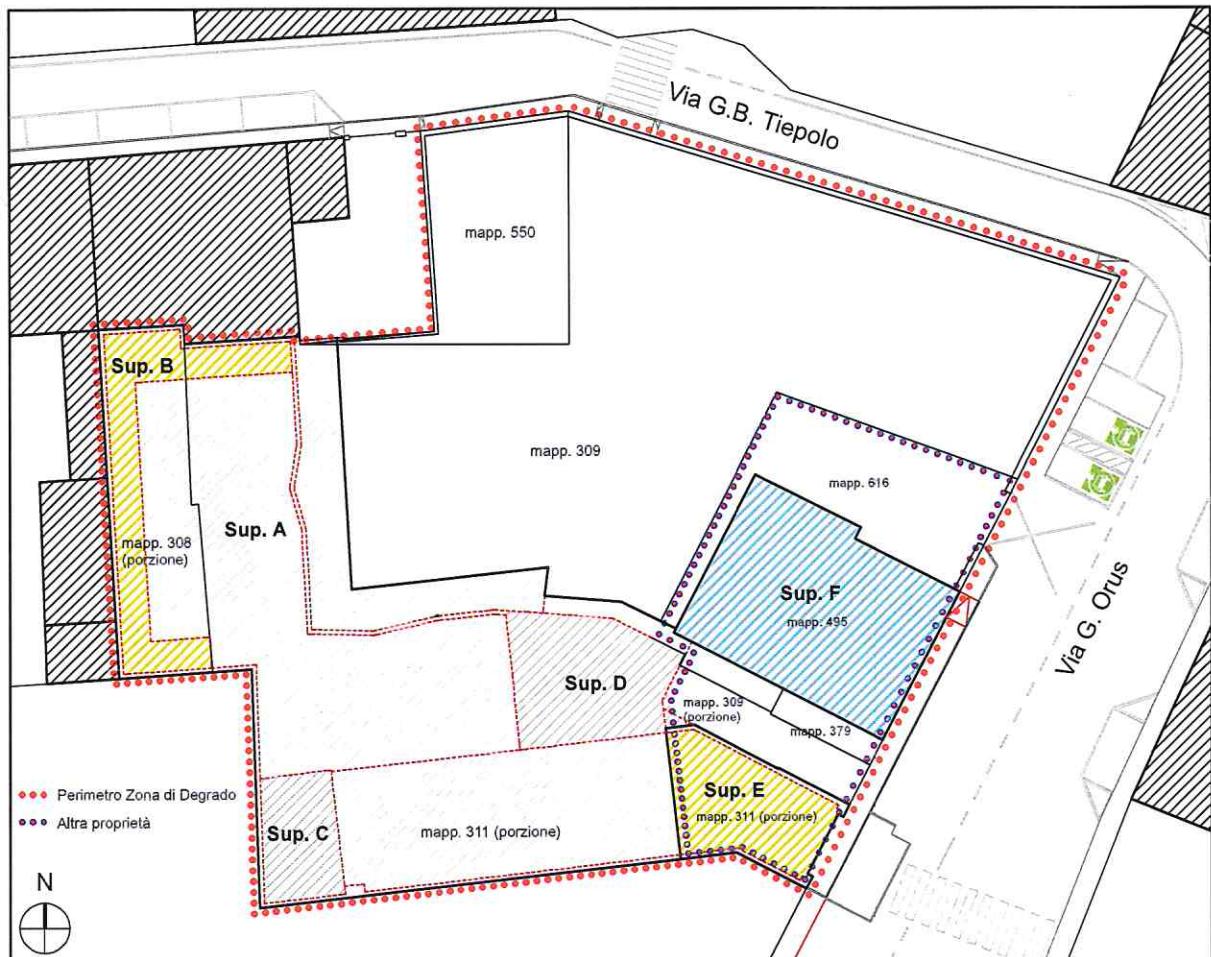 Via G.B. Tiepolo
mapp. 550
Sup. B
mapp. 309
mapp. 616
Sup. A
mapp. 308
(porzione)
Sup. F
mapp. 495
Via G. Orus
Sup. D
mapp. 309
(porzione)
mapp. 379
Perimetro Zona di Degrado
Altra proprietà
Sup. E
mapp. 311 (porzione)
Sup. C
mapp. 311 (porzione)
N